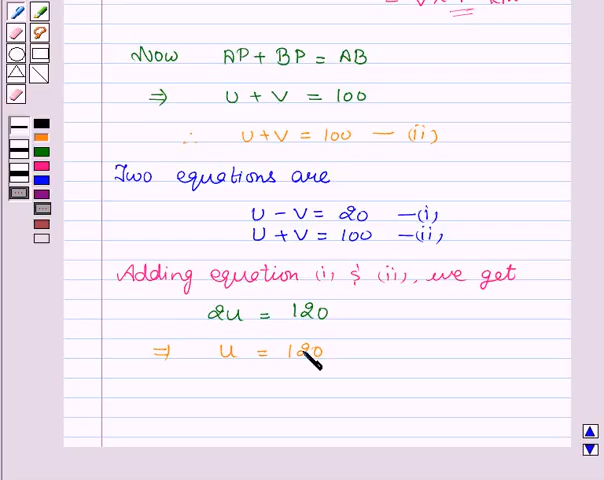 Now AP + BP = AB
⇒ U + V = 100
∴ U + V = 100 — (ii)
Two equations are
U - V = 20 — (i)
U + V = 100 — (ii)
Adding equation (i) & (ii), we get
2u = 120
⇒ u = 120